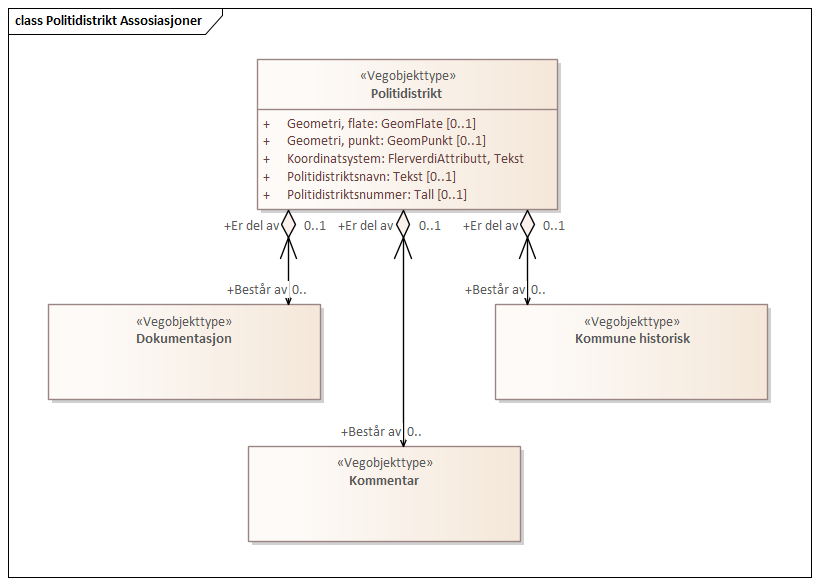 class Politidistrikt Assosiasjoner
«Vegobjekttype»
Politidistrikt
+ Geometri, flate: GeomFlate [0..1]
+ Geometri, punkt: GeomPunkt [0..1]
+ Koordinatsystem: FlerverdiAttributt, Tekst
+ Politidistriktsnavn: Tekst [0..1]
+ Politidistriktsnummer: Tall [0..1]
+Er del av 0..1 +Er del av 0..1 +Er del av 0..1
+Består av 0.. +Består av 0..
«Vegobjekttype» «Vegobjekttype»
Dokumentasjon Kommune historisk
+Består av 0..
«Vegobjekttype»
Kommentar